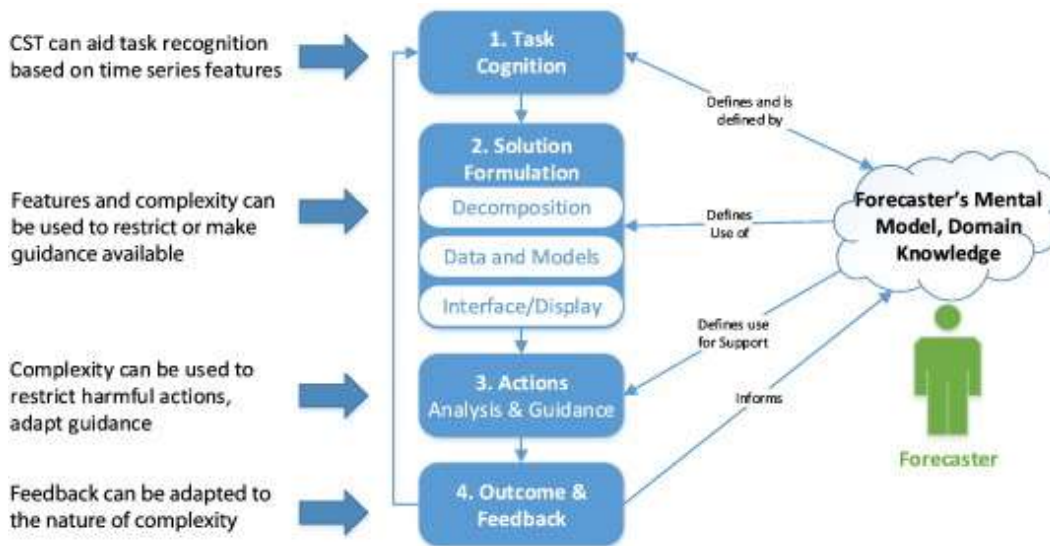 CST can aid task recognition
based on time series features
1. Task
Cognition
Defines and is
defined by
2. Solution
Formulation
Decomposition
Data and Models
Interface/Display
Features and complexity can
be used to restrict or make
guidance available
Defines
Use of
Forecaster's Mental
Model, Domain
Knowledge
Defines use
for Support
Complexity can be used to
restrict harmful actions,
adapt guidance
3. Actions
Analysis & Guidance
Informs
Forecaster
Feedback can be adapted to
the nature of complexity
4. Outcome &
Feedback